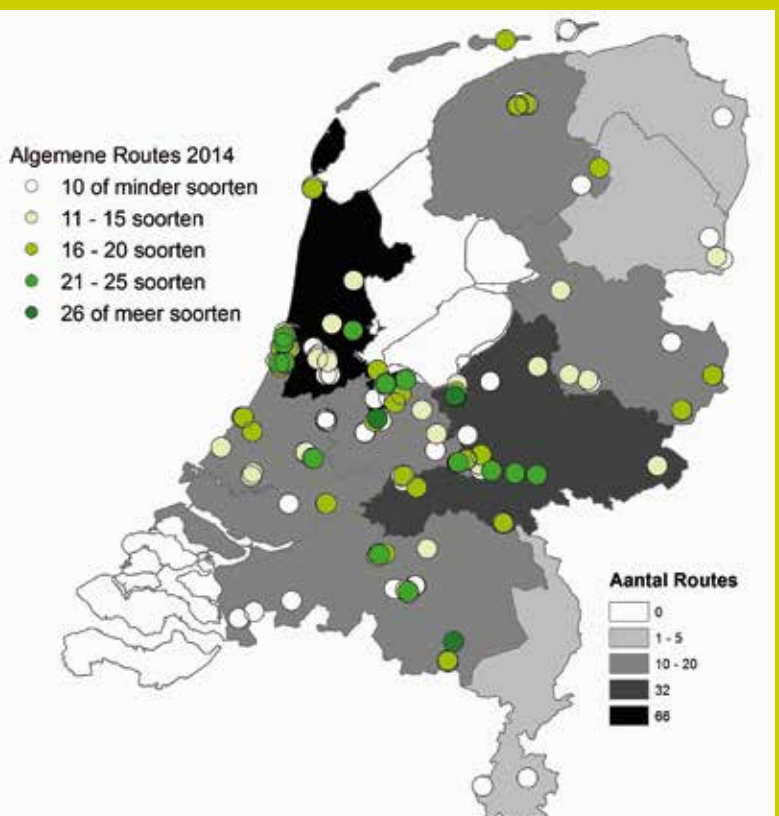 Algemene Routes 2014
10 of minder soorten
11 - 15 soorten
16 - 20 soorten
21 - 25 soorten
26 of meer soorten
Aantal Routes
0
1 - 5
10 - 20
32
66